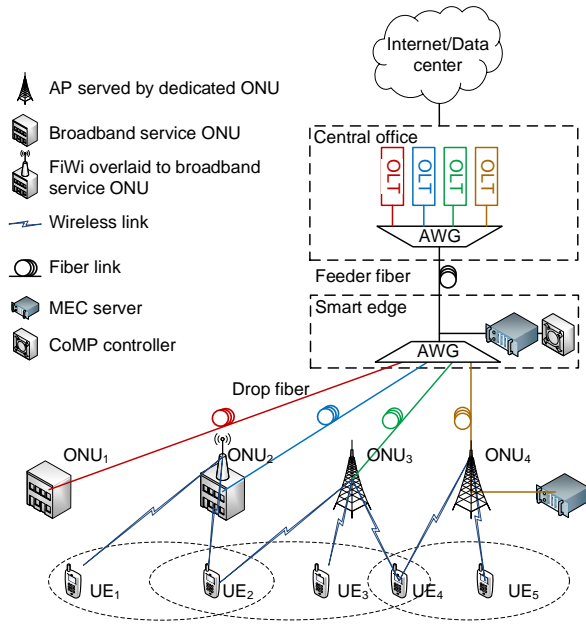 Internet/Data
center
AP served by dedicated ONU
Broadband service ONU
FiWi overlaid to broadband
service ONU
Wireless link
Fiber link
MEC server
CoMP controller
Central office
OLT
OLT
OLT
OLT
AWG
Feeder fiber
Smart edge
AWG
Drop fiber
ONU₁
ONU₂
ONU₃
ONU₄
UE₁
UE₂
UE₃
UE₄
UE₅